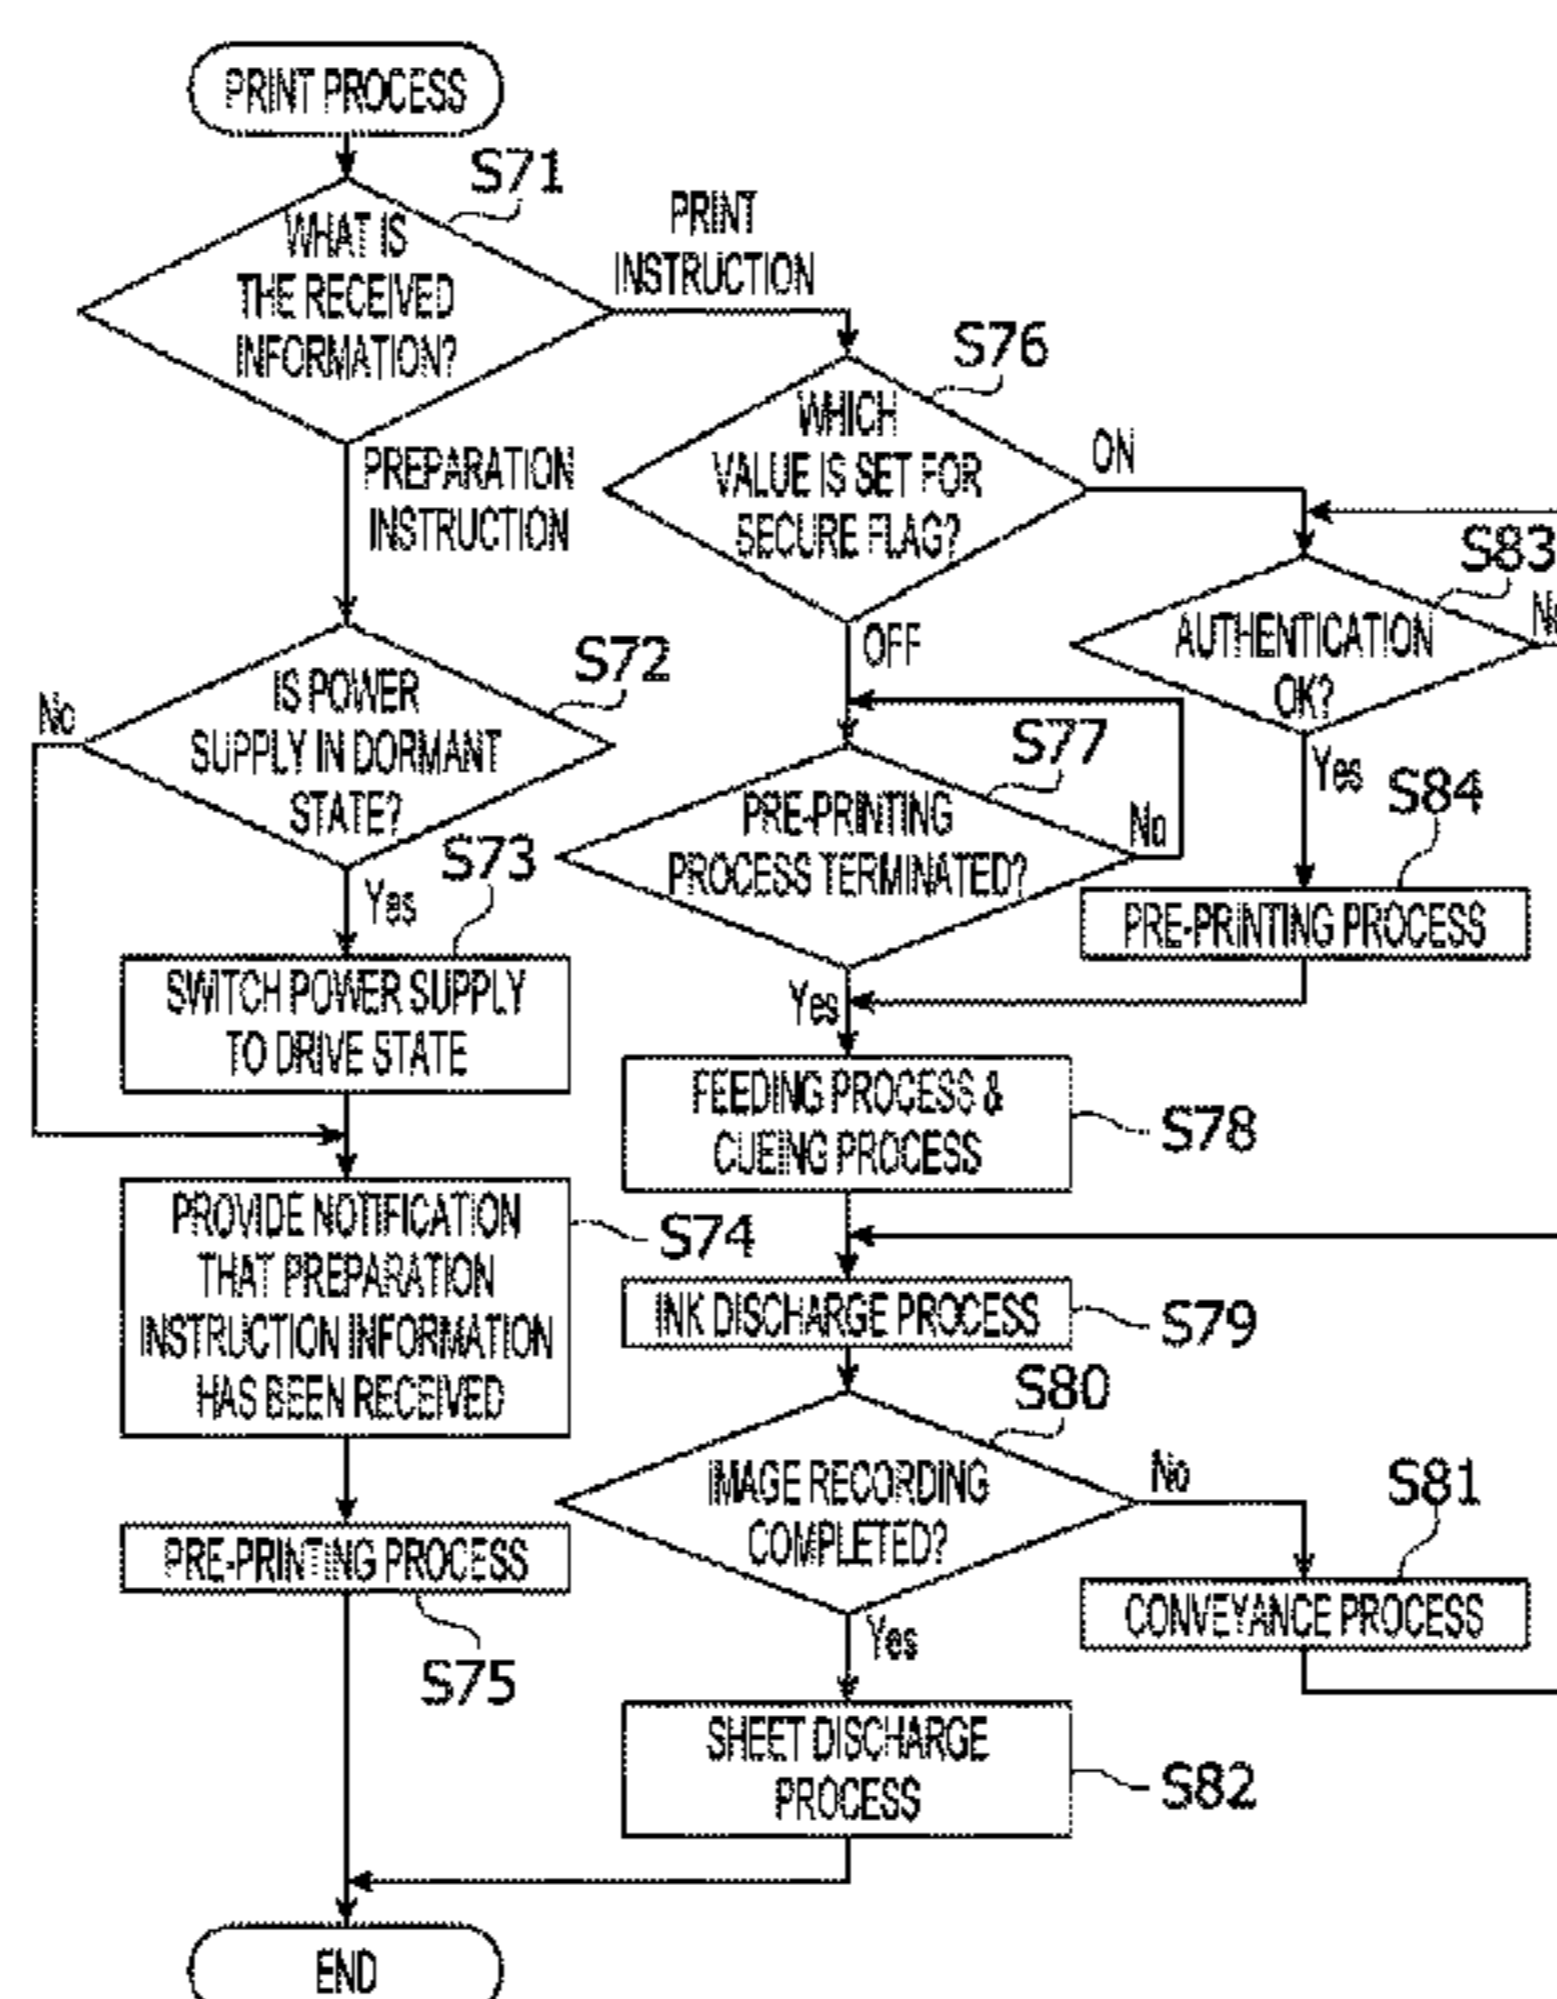 PRINT PROCESS
S71
WHAT IS
THE RECEIVED
INFORMATION?
PRINT
INSTRUCTION
PREPARATION
INSTRUCTION
S76
WHICH
VALUE IS SET FOR
SECURE FLAG?
ON
OFF
S83
AUTHENTICATION
OK?
No
Yes
S72
IS POWER
SUPPLY IN DORMANT
STATE?
No
Yes
S77
PRE-PRINTING
PROCESS TERMINATED?
No
Yes
S84
PRE-PRINTING PROCESS
S73
SWITCH POWER SUPPLY
TO DRIVE STATE
FEEDING PROCESS &
CUEING PROCESS
S78
PROVIDE NOTIFICATION
THAT PREPARATION
INSTRUCTION INFORMATION
HAS BEEN RECEIVED
S74
INK DISCHARGE PROCESS
S79
S80
IMAGE RECORDING
COMPLETED?
No
Yes
S81
CONVEYANCE PROCESS
PRE-PRINTING PROCESS
S75
SHEET DISCHARGE
PROCESS
S82
END